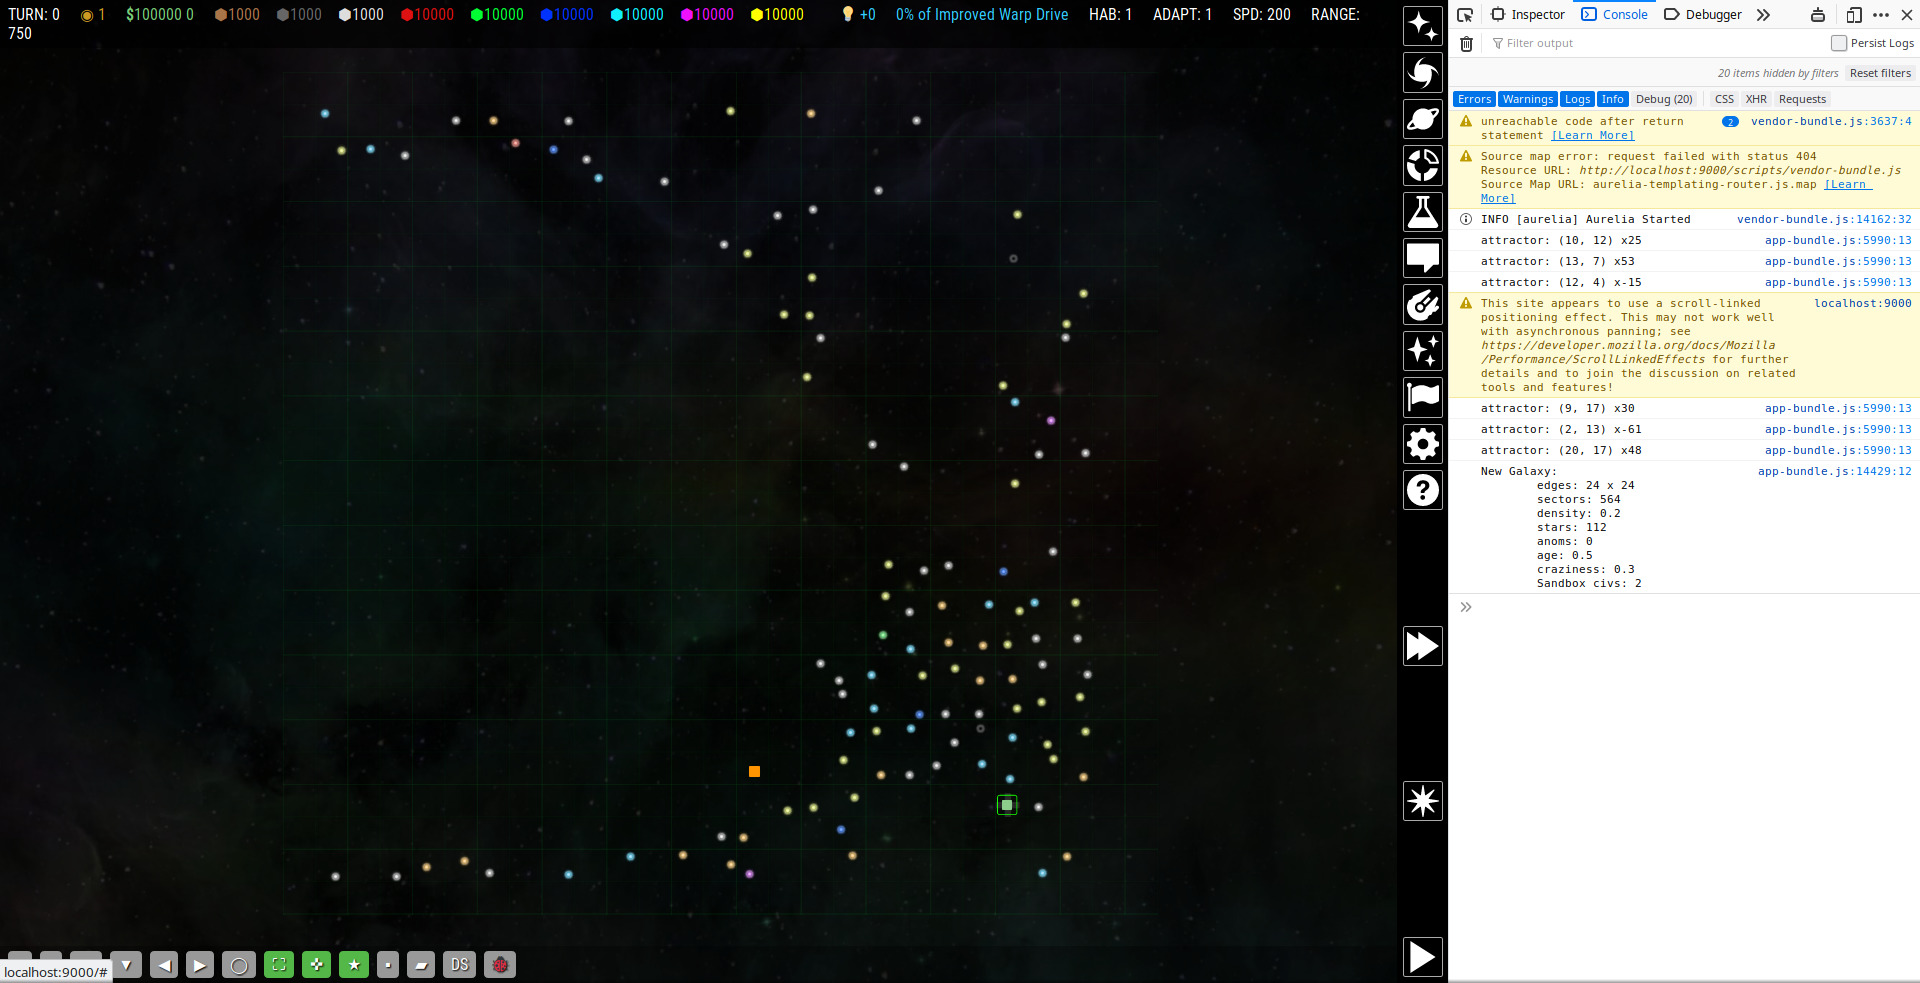 TURN: 0 1 $100000 0 1000 1000 1000 10000 10000 10000 10000 10000 10000 +0 0% of Improved Warp Drive HAB: 1 ADAPT: 1 SPD: 200 RANGE:
750
DS
localhost:9000/#
Inspector Console Debugger
Filter output Persist Logs
20 items hidden by filters Reset filters
Errors Warnings Logs Info Debug (20) CSS XHR Requests
unreachable code after return 2 vendor-bundle.js:3637:4
statement [Learn More]
Source map error: request failed with status 404
Resource URL: http://localhost:9000/scripts/vendor-bundle.js
Source Map URL: aurelia-templating-router.js.map [Learn
More]
INFO [aurelia] Aurelia Started vendor-bundle.js:14162:32
attractor: (10, 12) x25 app-bundle.js:5990:13
attractor: (13, 7) x53 app-bundle.js:5990:13
attractor: (12, 4) x-15 app-bundle.js:5990:13
This site appears to use a scroll-linked localhost:9000
positioning effect. This may not work well
with asynchronous panning; see
https://developer.mozilla.org/docs/Mozilla
/Performance/ScrollLinkedEffects for further
details and to join the discussion on related
tools and features!
attractor: (9, 17) x30 app-bundle.js:5990:13
attractor: (2, 13) x-61 app-bundle.js:5990:13
attractor: (20, 17) x48 app-bundle.js:5990:13
New Galaxy: app-bundle.js:14429:12
edges: 24 x 24
sectors: 564
density: 0.2
stars: 112
anoms: 0
age: 0.5
craziness: 0.3
Sandbox civs: 2